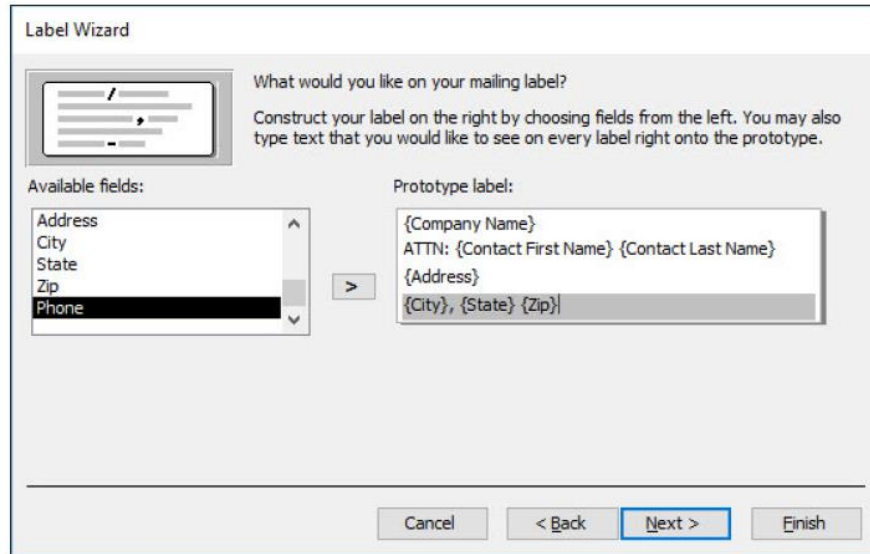 Label Wizard
What would you like on your mailing label?
Construct your label on the right by choosing fields from the left. You may also
type text that you would like to see on every label right onto the prototype.
Available fields:
Address
City
State
Zip
Phone
>
Prototype label:
{Company Name}
ATTN: {Contact First Name} {Contact Last Name}
{Address}
{City}, {State} {Zip}
Cancel
< Back
Next >
Finish